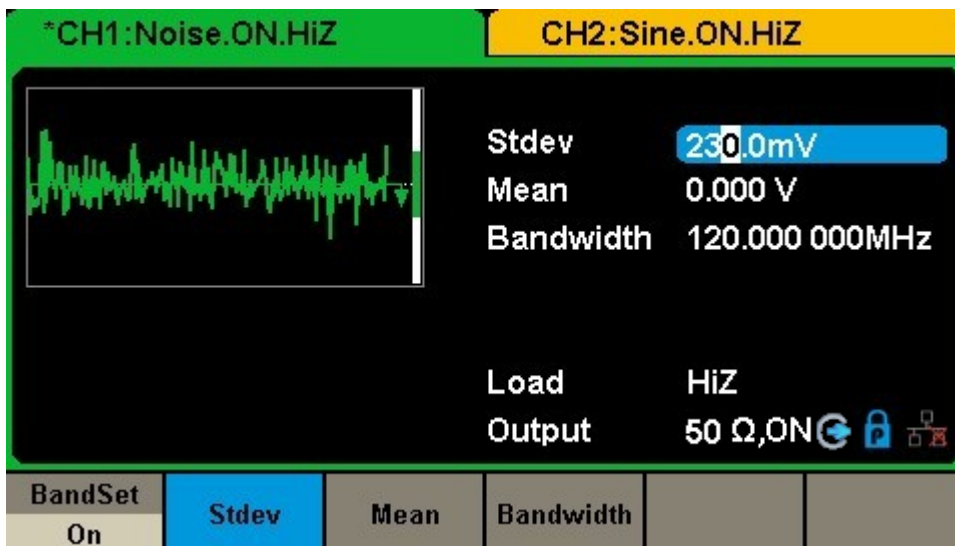 *CH1:Noise.ON.HiZ
CH2:Sine.ON.HiZ
Stdev 230.0mV
Mean 0.000 V
Bandwidth 120.000 000MHz
Load HiZ
Output 50 Ω,ON
P
BandSet
On
Stdev
Mean
Bandwidth